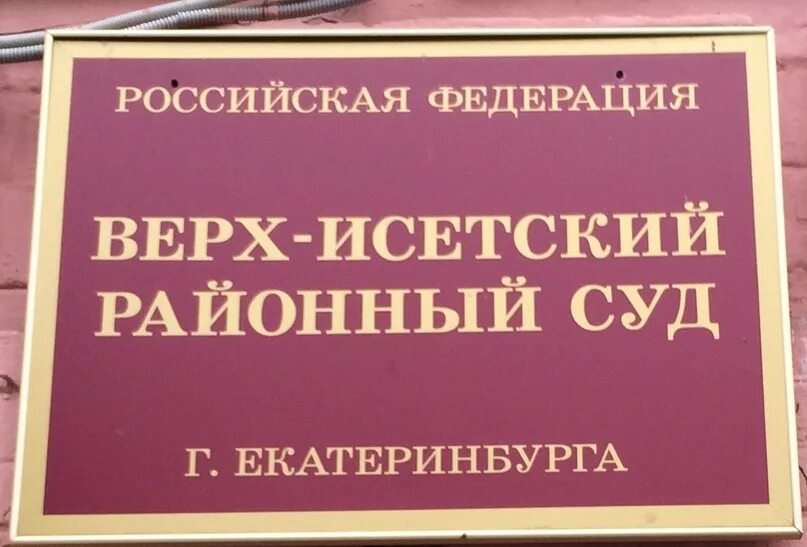 РОССИЙСКАЯ ФЕДЕРАЦИЯ
ВЕРХ-ИСЕТСКИЙ
РАЙОННЫЙ СУД
Г. ЕКАТЕРИНБУРГА